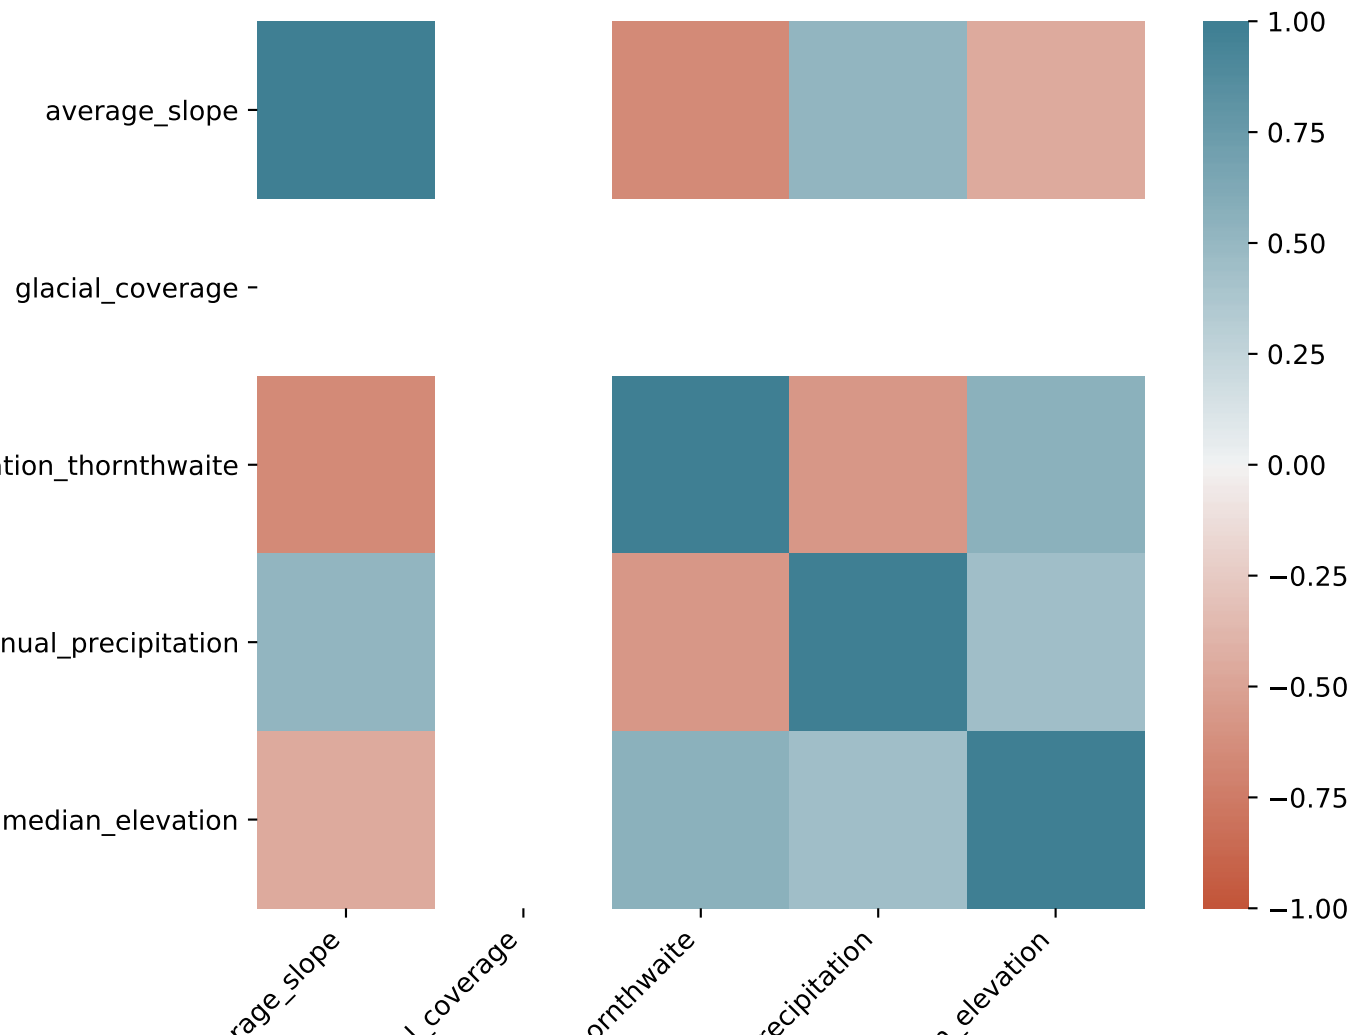 average_slope
glacial_coverage
tion_thornthwaite
nual_precipitation
median_elevation
rage_slope
l_coverage
ornthwaite
recipitation
n_elevation
1.00
0.75
0.50
0.25
0.00
−0.25
−0.50
−0.75
−1.00